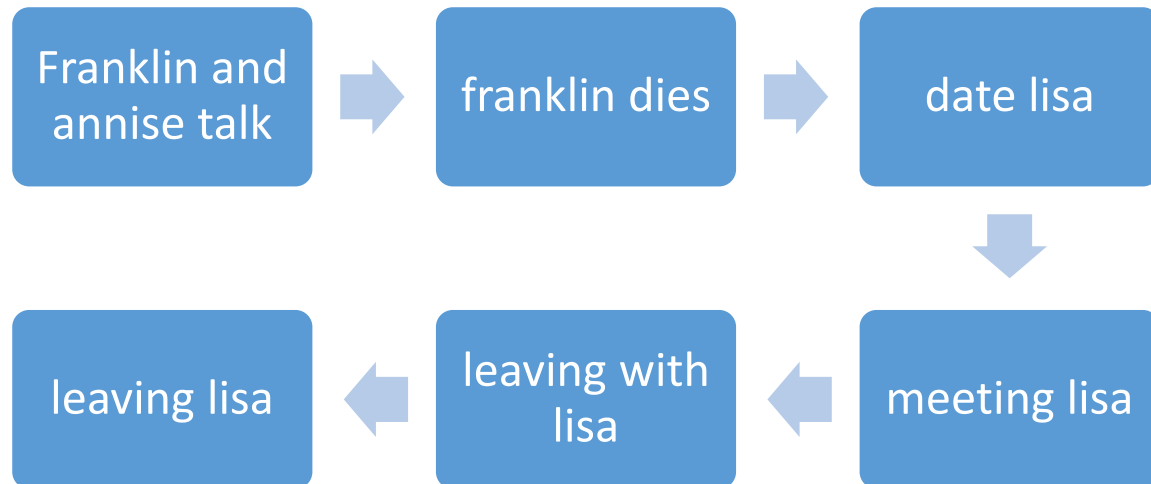 Franklin and
annise talk
franklin dies
date lisa
meeting lisa
leaving with
lisa
leaving lisa